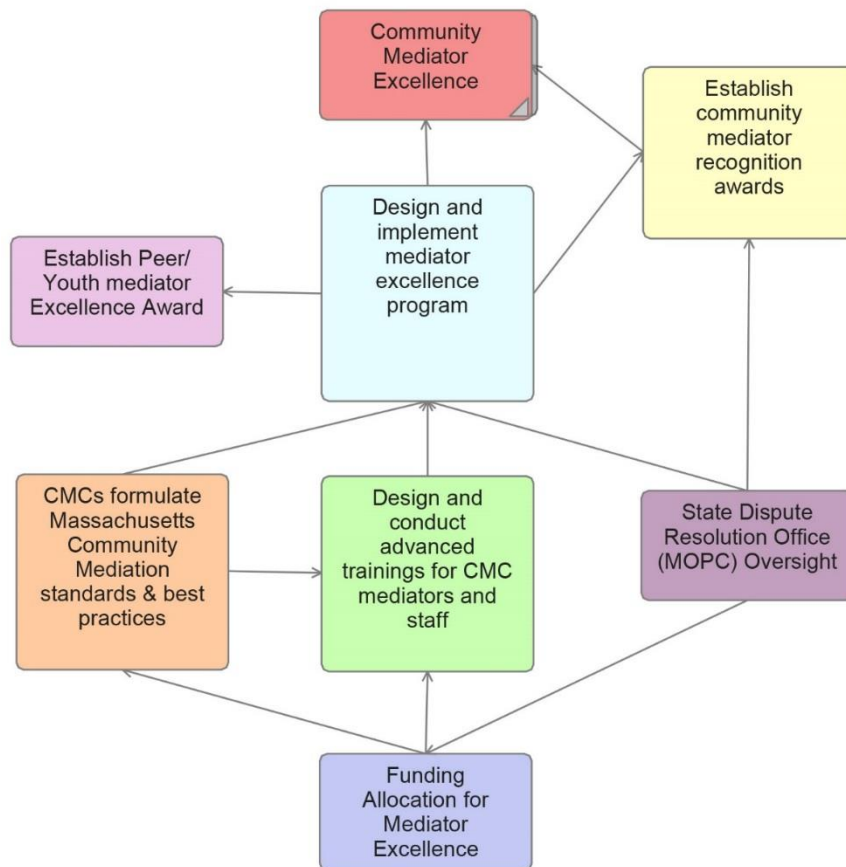 Community
Mediator
Excellence
Establish
community
mediator
recognition
awards
Design and
implement
mediator
excellence
program
Establish Peer/
Youth mediator
Excellence Award
CMCs formulate
Massachusetts
Community
Mediation
standards & best
practices
Design and
conduct
advanced
trainings for CMC
mediators and
staff
State Dispute
Resolution Office
(MOPC) Oversight
Funding
Allocation for
Mediator
Excellence